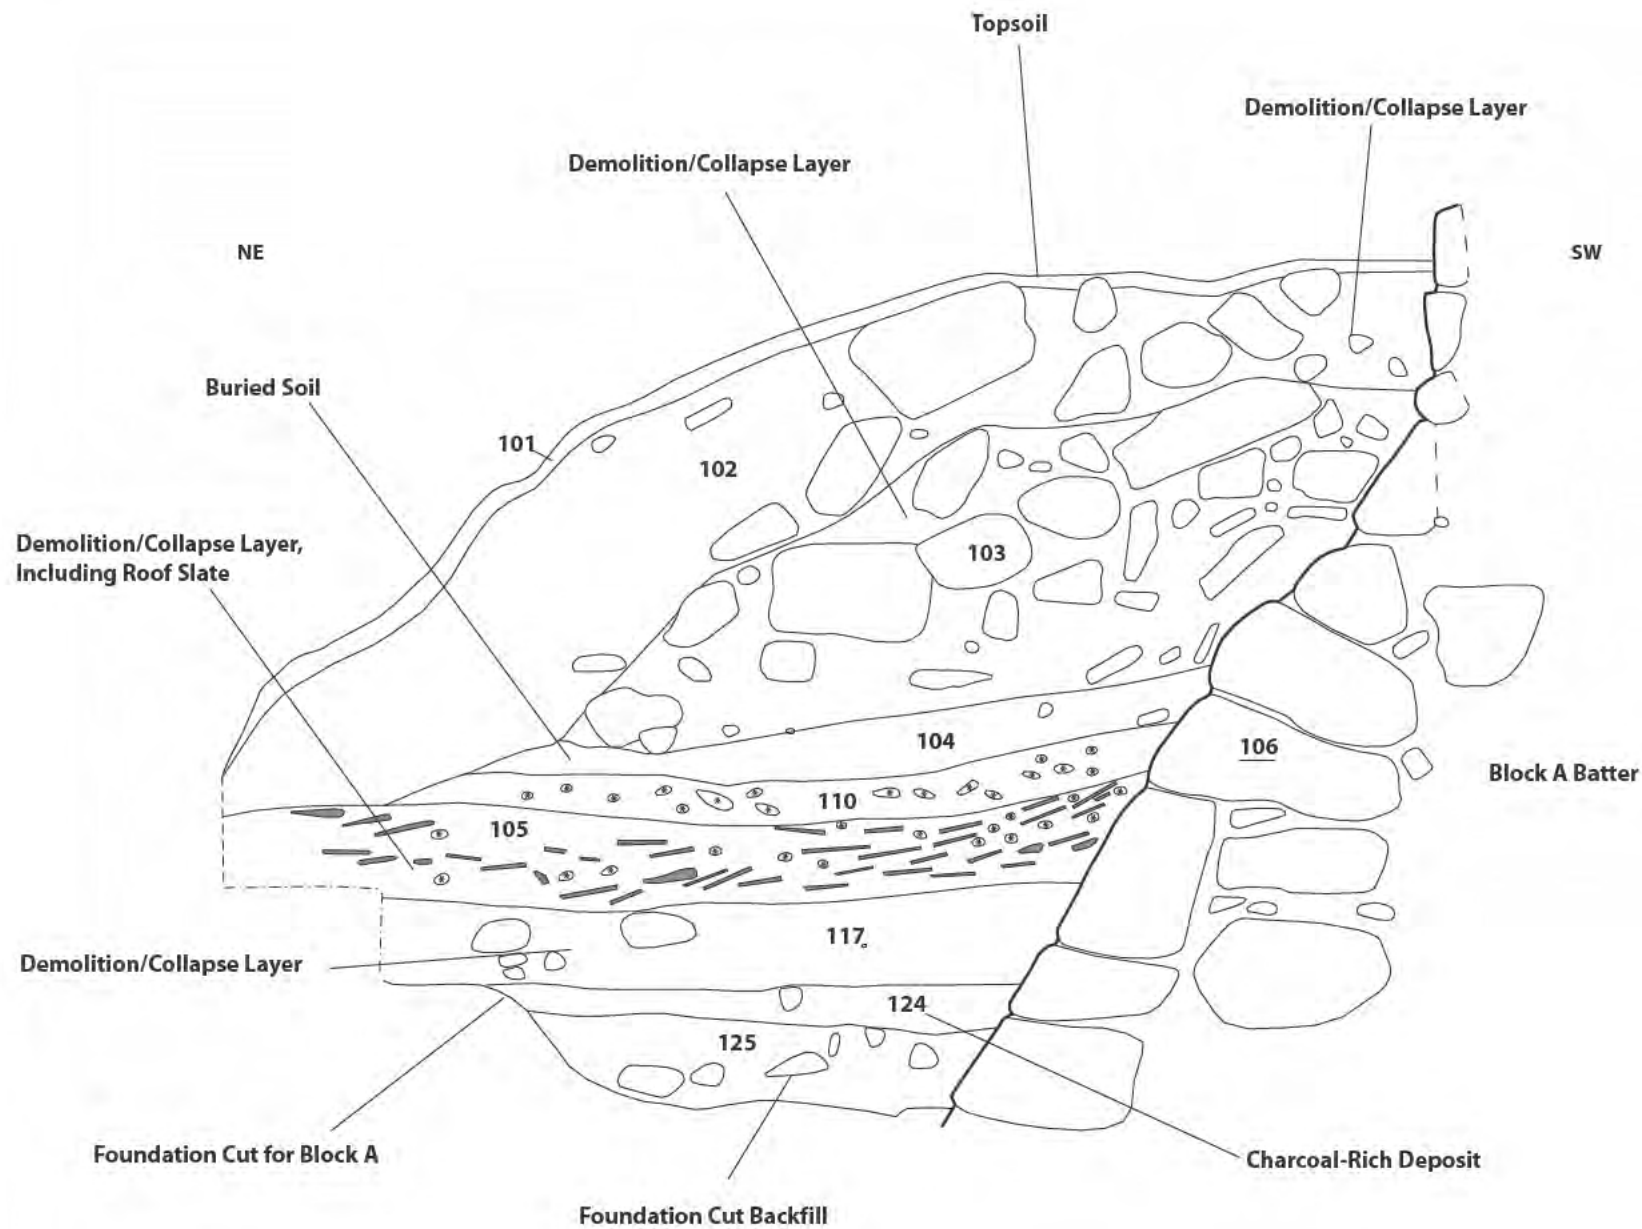 Topsoil
Demolition/Collapse Layer
Demolition/Collapse Layer
NE
SW
Buried Soil
101
102
Demolition/Collapse Layer,
Including Roof Slate
103
104
106
Block A Batter
110
105
117
Demolition/Collapse Layer
124
125
Foundation Cut for Block A
Charcoal-Rich Deposit
Foundation Cut Backfill